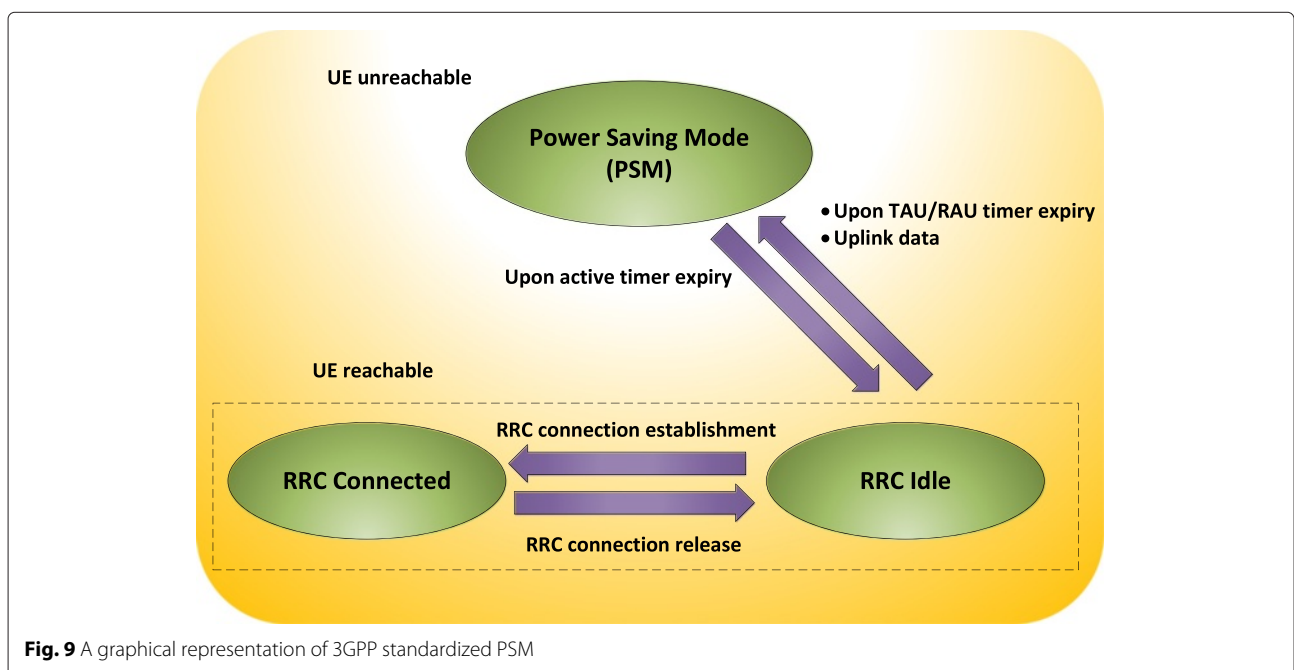 UE unreachable
Power Saving Mode
(PSM)
• Upon TAU/RAU timer expiry
• Uplink data
Upon active timer expiry
UE reachable
RRC connection establishment
RRC Connected
RRC Idle
RRC connection release
Fig. 9 A graphical representation of 3GPP standardized PSM